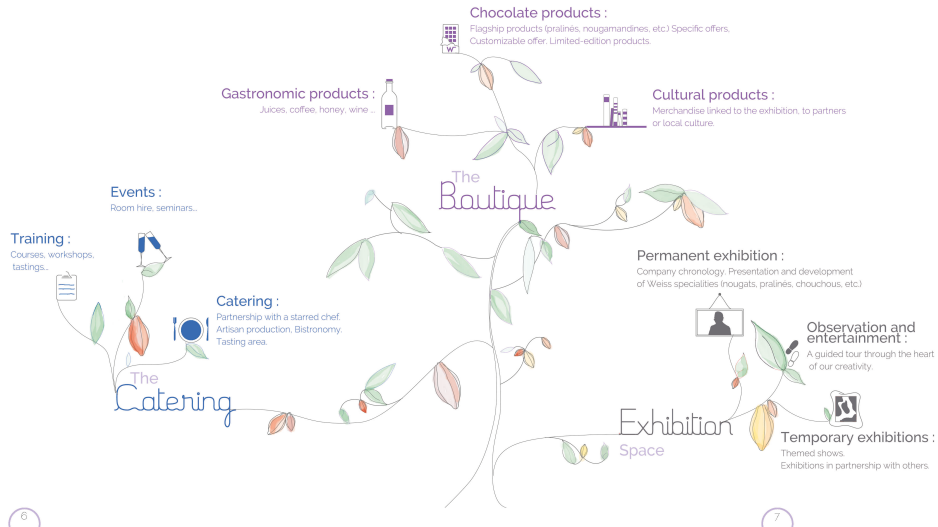 Chocolate products :
Flagship products (pralinés, nougamandines, etc.) Specific offers,
Customizable offer. Limited-edition products.
W
Gastronomic products :
Juices, coffee, honey, wine ...
Cultural products :
Merchandise linked to the exhibition, to partners
or local culture.
The
Boutique
Events :
Room hire, seminars...
Training :
Courses, workshops,
tastings...
Catering :
Partnership with a starred chef.
Artisan production, Bistronomy.
Tasting area.
The
Catering
Permanent exhibition :
Company chronology. Presentation and development
of Weiss specialities (nougats, pralinés, chouchous, etc.)
Observation and
entertainment :
A guided tour through the heart
of our creativity.
Exhibition
Space
Temporary exhibitions :
Themed shows.
Exhibitions in partnership with others.
6
7